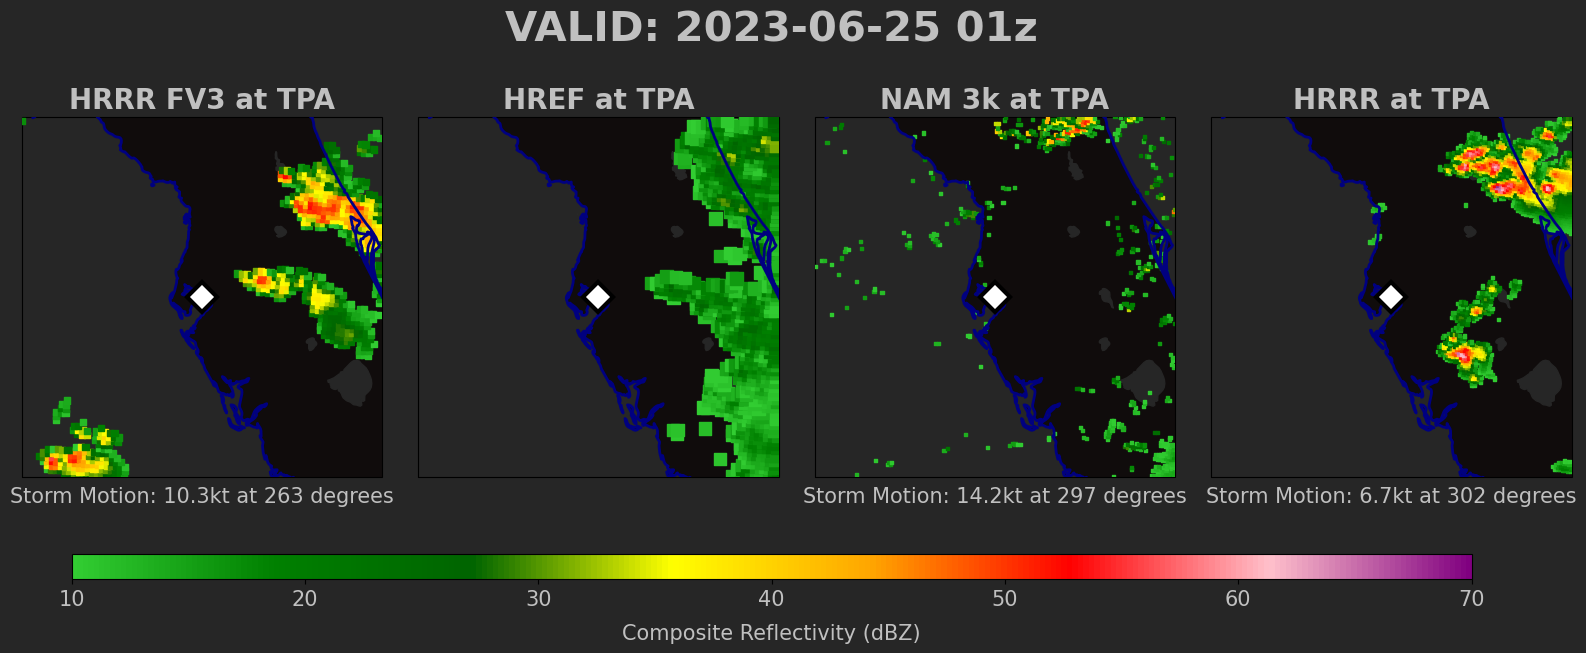 VALID: 2023-06-25 01z
HRRR FV3 at TPA
HREF at TPA
NAM 3k at TPA
HRRR at TPA
Storm Motion: 10.3kt at 263 degrees
Storm Motion: 14.2kt at 297 degrees
Storm Motion: 6.7kt at 302 degrees
10 20 30 40 50 60 70
Composite Reflectivity (dBZ)